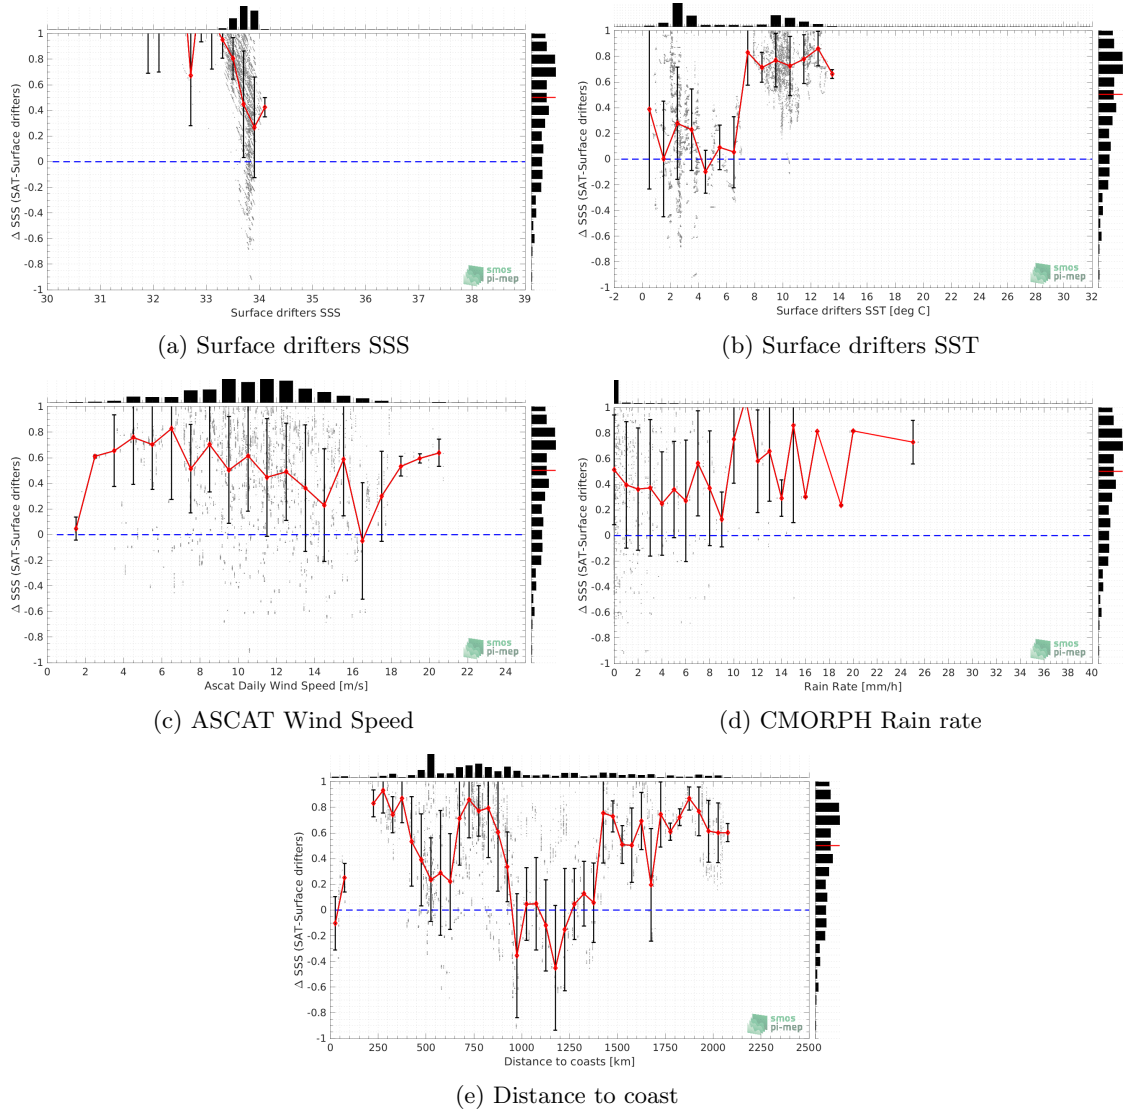 1
0.8
0.6
0.4
0.2
0
-0.2
-0.4
-0.6
-0.8
-1
Δ SSS (SAT-Surface drifters)
30 31 32 33 34 35 36 37 38 39
Surface drifters SSS
smos
pi-mep
(a) Surface drifters SSS
1
0.8
0.6
0.4
0.2
0
-0.2
-0.4
-0.6
-0.8
-1
Δ SSS (SAT-Surface drifters)
-2 0 2 4 6 8 10 12 14 16 18 20 22 24 26 28 30 32
Surface drifters SST [deg C]
smos
pi-mep
(b) Surface drifters SST
1
0.8
0.6
0.4
0.2
0
-0.2
-0.4
-0.6
-0.8
-1
Δ SSS (SAT-Surface drifters)
0 2 4 6 8 10 12 14 16 18 20 22 24
Ascat Daily Wind Speed [m/s]
smos
pi-mep
(c) ASCAT Wind Speed
1
0.8
0.6
0.4
0.2
0
-0.2
-0.4
-0.6
-0.8
-1
Δ SSS (SAT-Surface drifters)
0 2 4 6 8 10 12 14 16 18 20 22 24 26 28 30 32 34 36 38 40
Rain Rate [mm/h]
smos
pi-mep
(d) CMORPH Rain rate
1
0.8
0.6
0.4
0.2
0
-0.2
-0.4
-0.6
-0.8
-1
Δ SSS (SAT-Surface drifters)
0 250 500 750 1000 1250 1500 1750 2000 2250 2500
Distance to coasts [km]
smos
pi-mep
(e) Distance to coast